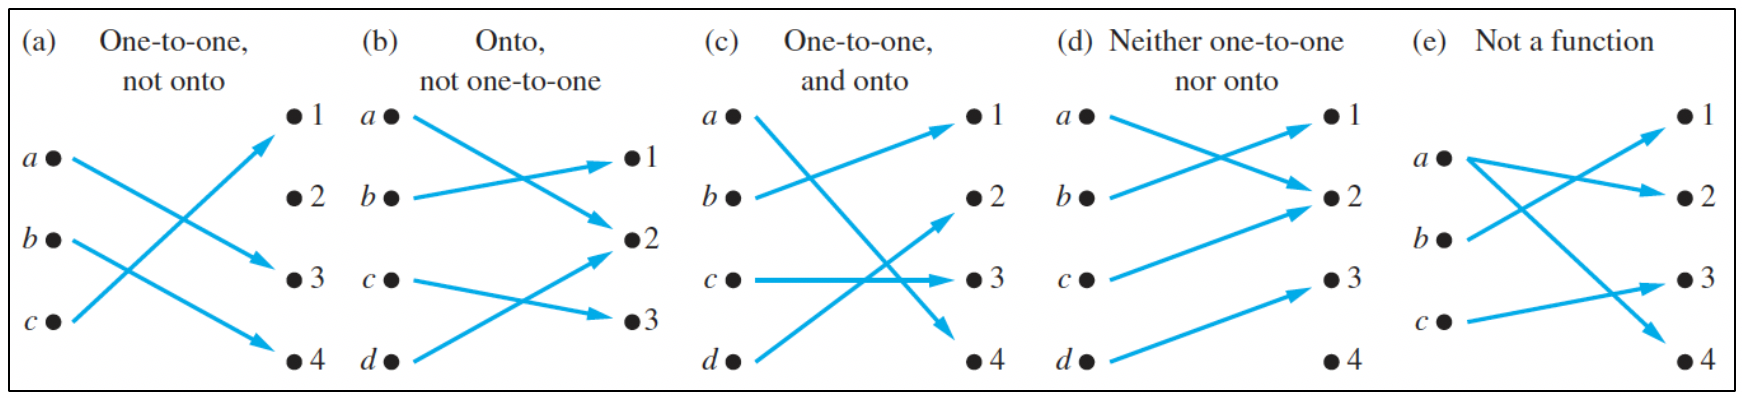 (a) One-to-one,
not onto
a
b
c
1
2
3
4
(b) Onto,
not one-to-one
a
b
c
d
1
2
3
(c) One-to-one,
and onto
a
b
c
d
1
2
3
4
(d) Neither one-to-one
nor onto
a
b
c
d
1
2
3
4
(e) Not a function
a
b
c
1
2
3
4